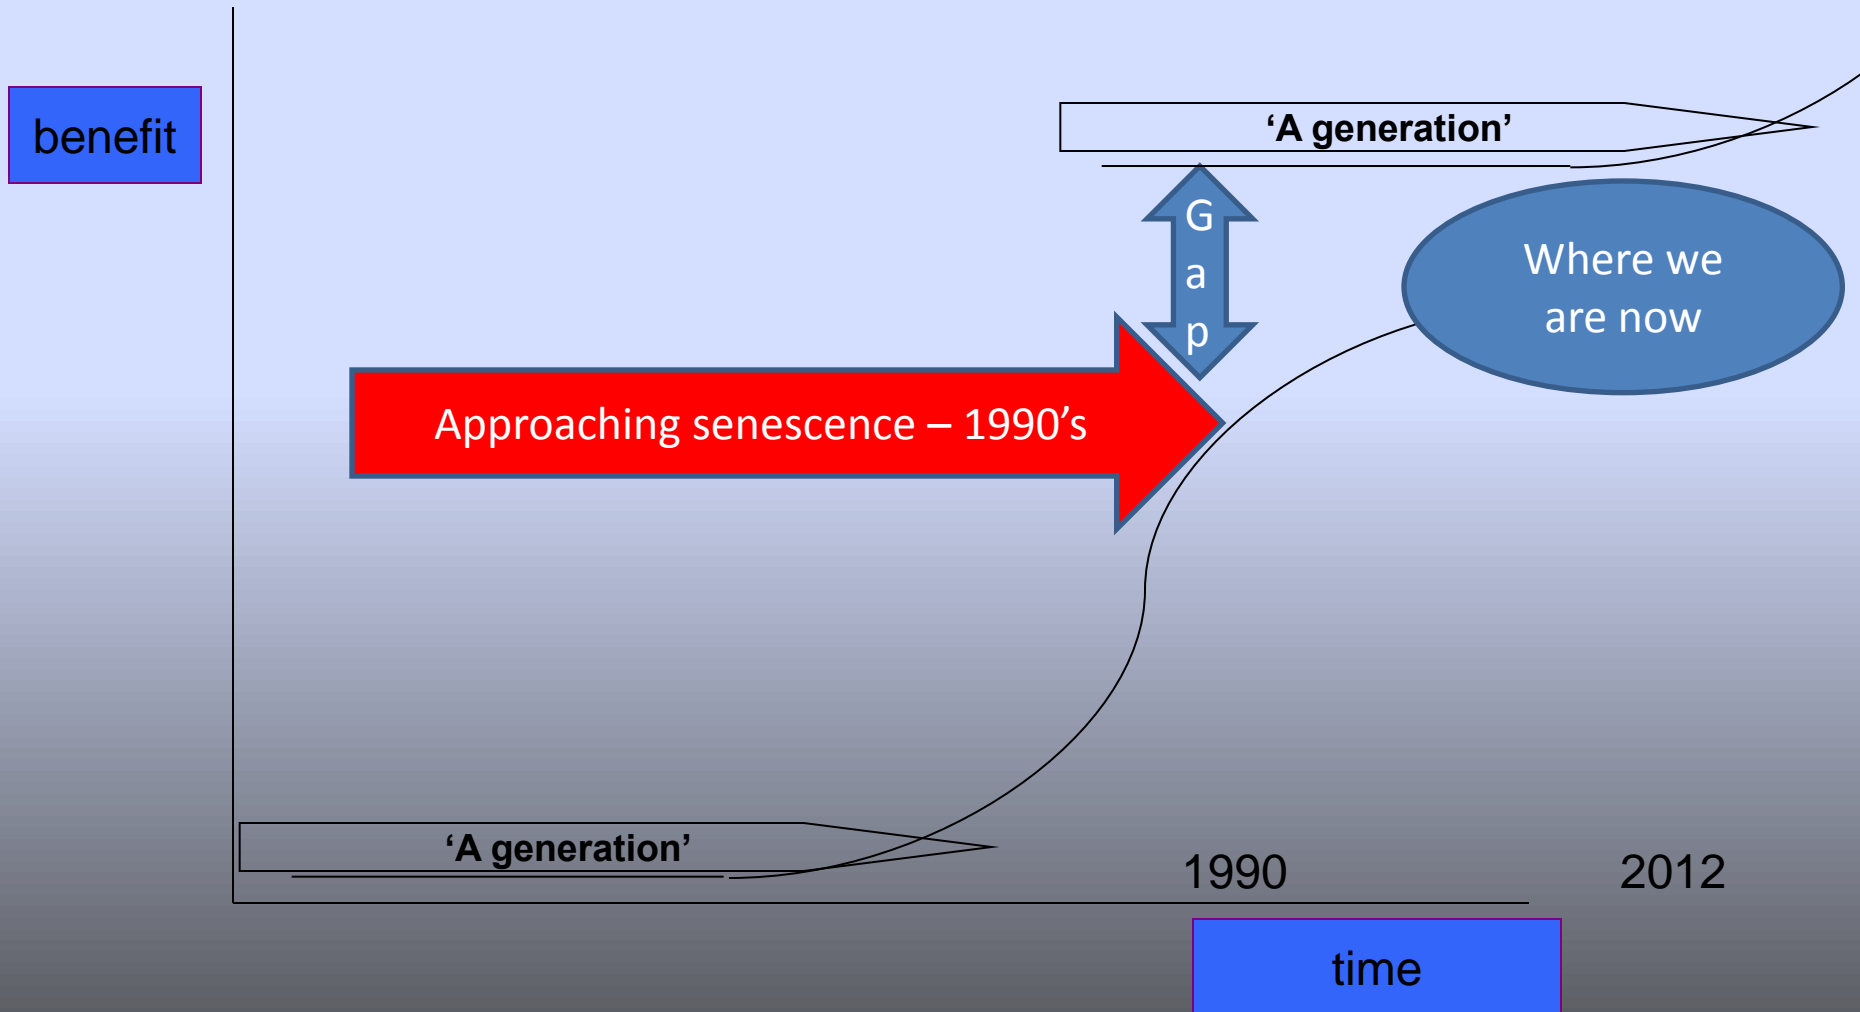 benefit
‘A generation’
G
a
p
Where we
are now
Approaching senescence – 1990’s
‘A generation’
1990
2012
time